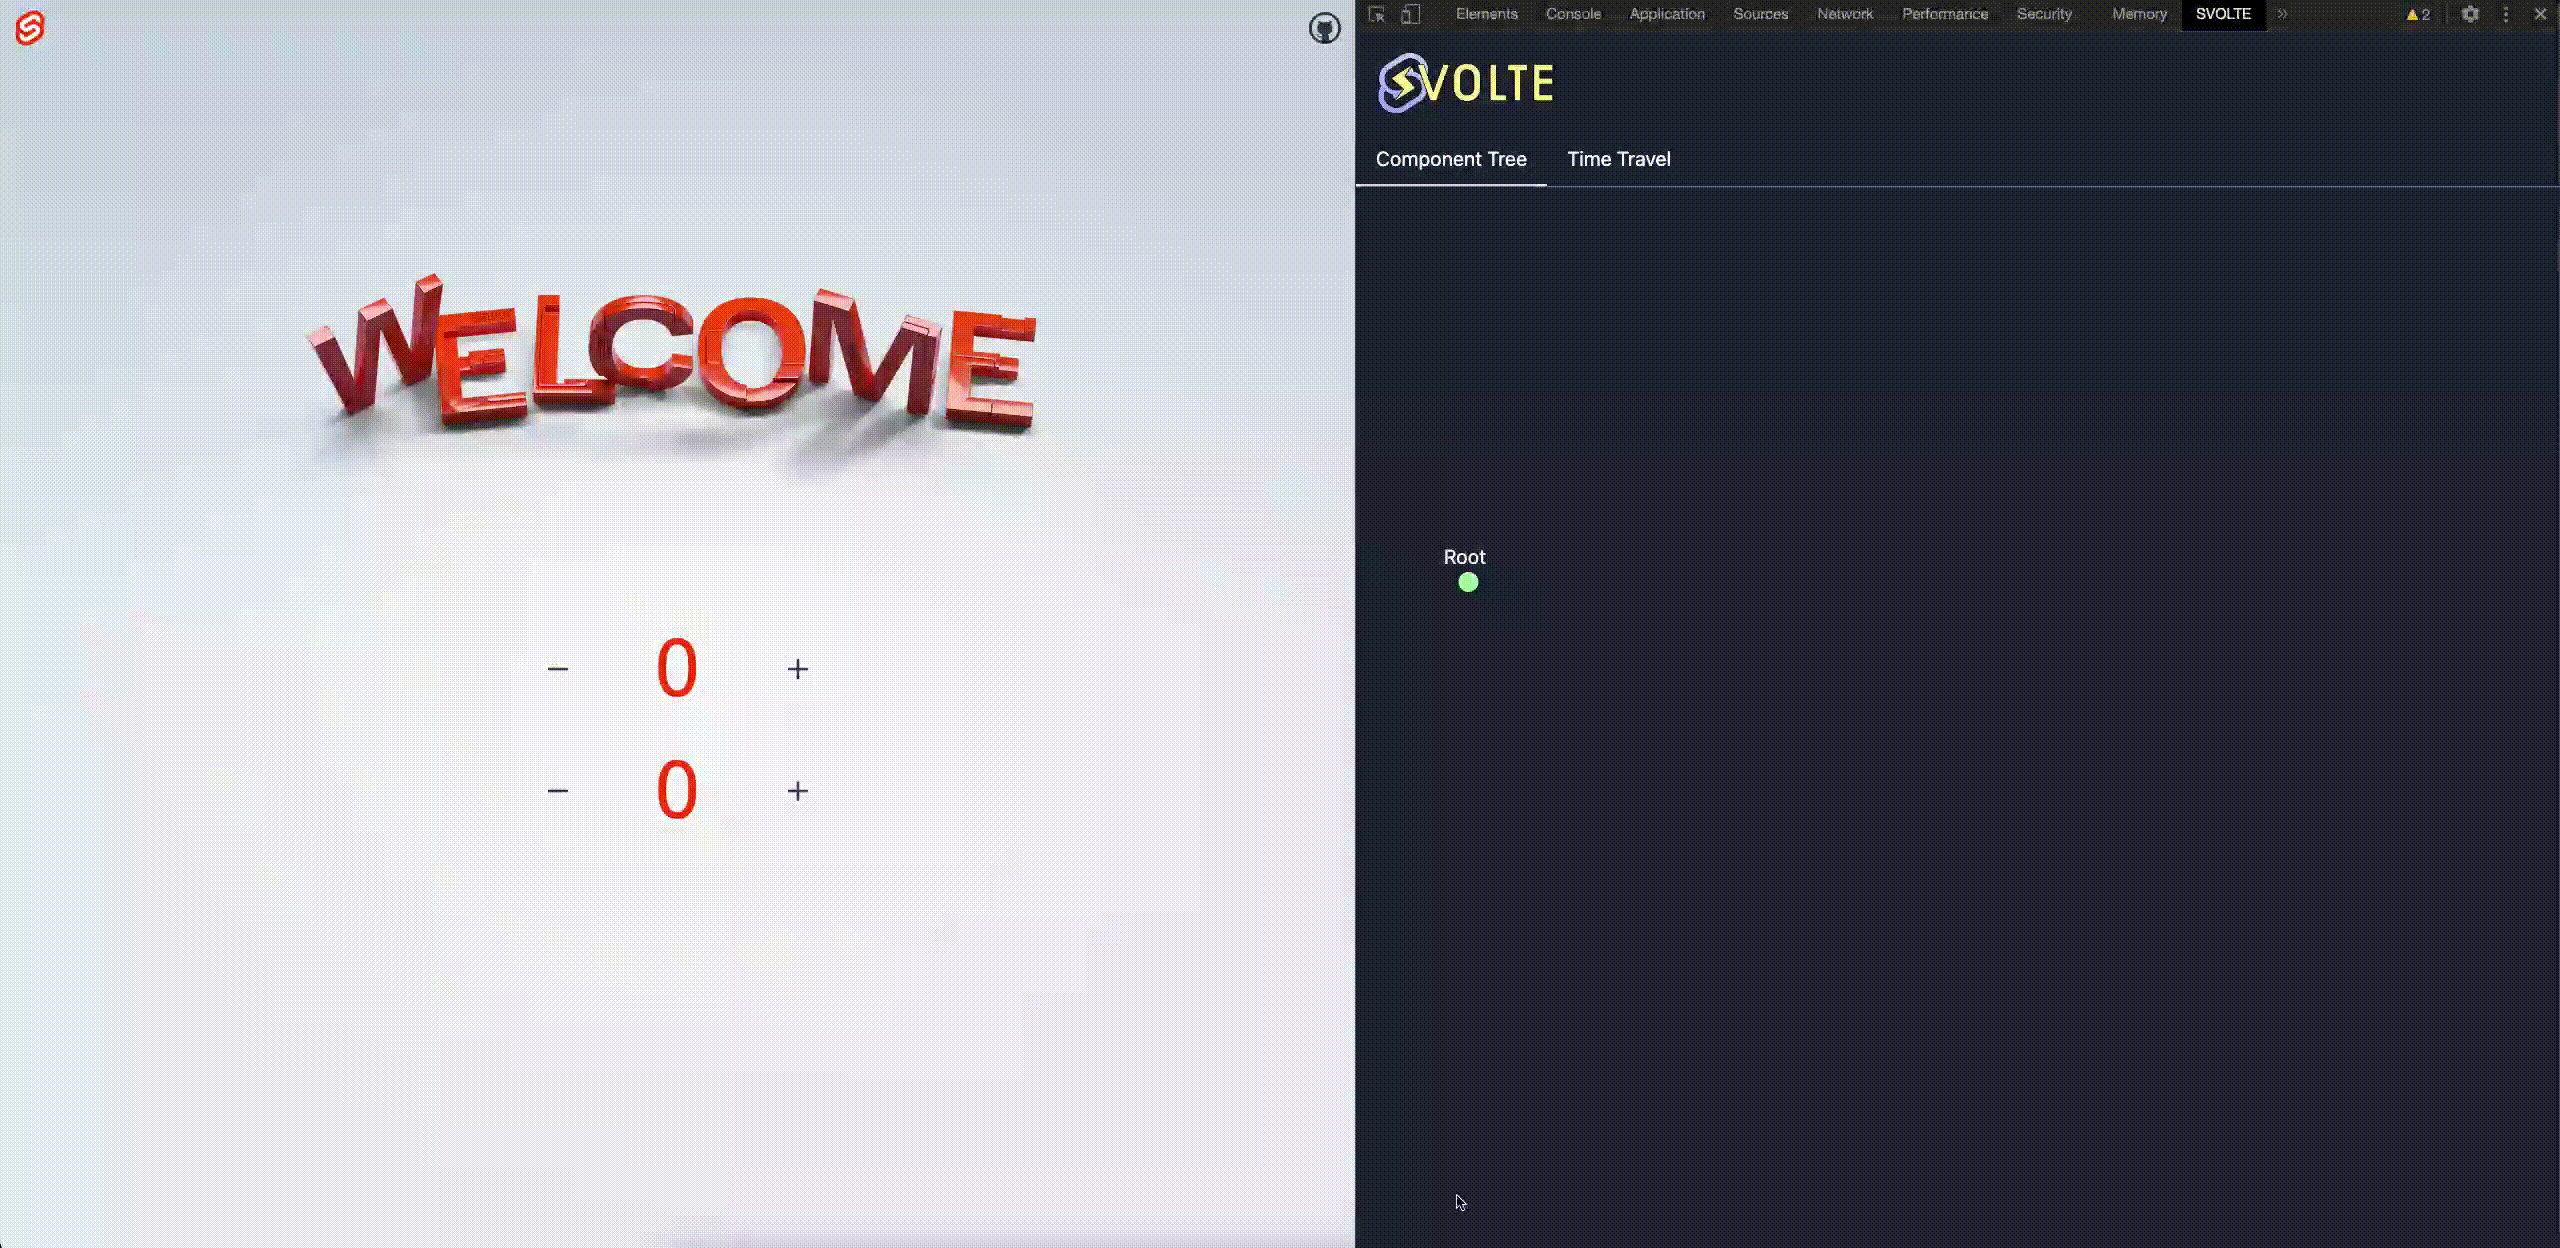 WELCOME
− 0 +
− 0 +
Elements Console Application Sources Network Performance Security Memory SVOLTE » 2
SVOLTE
Component Tree Time Travel
Root